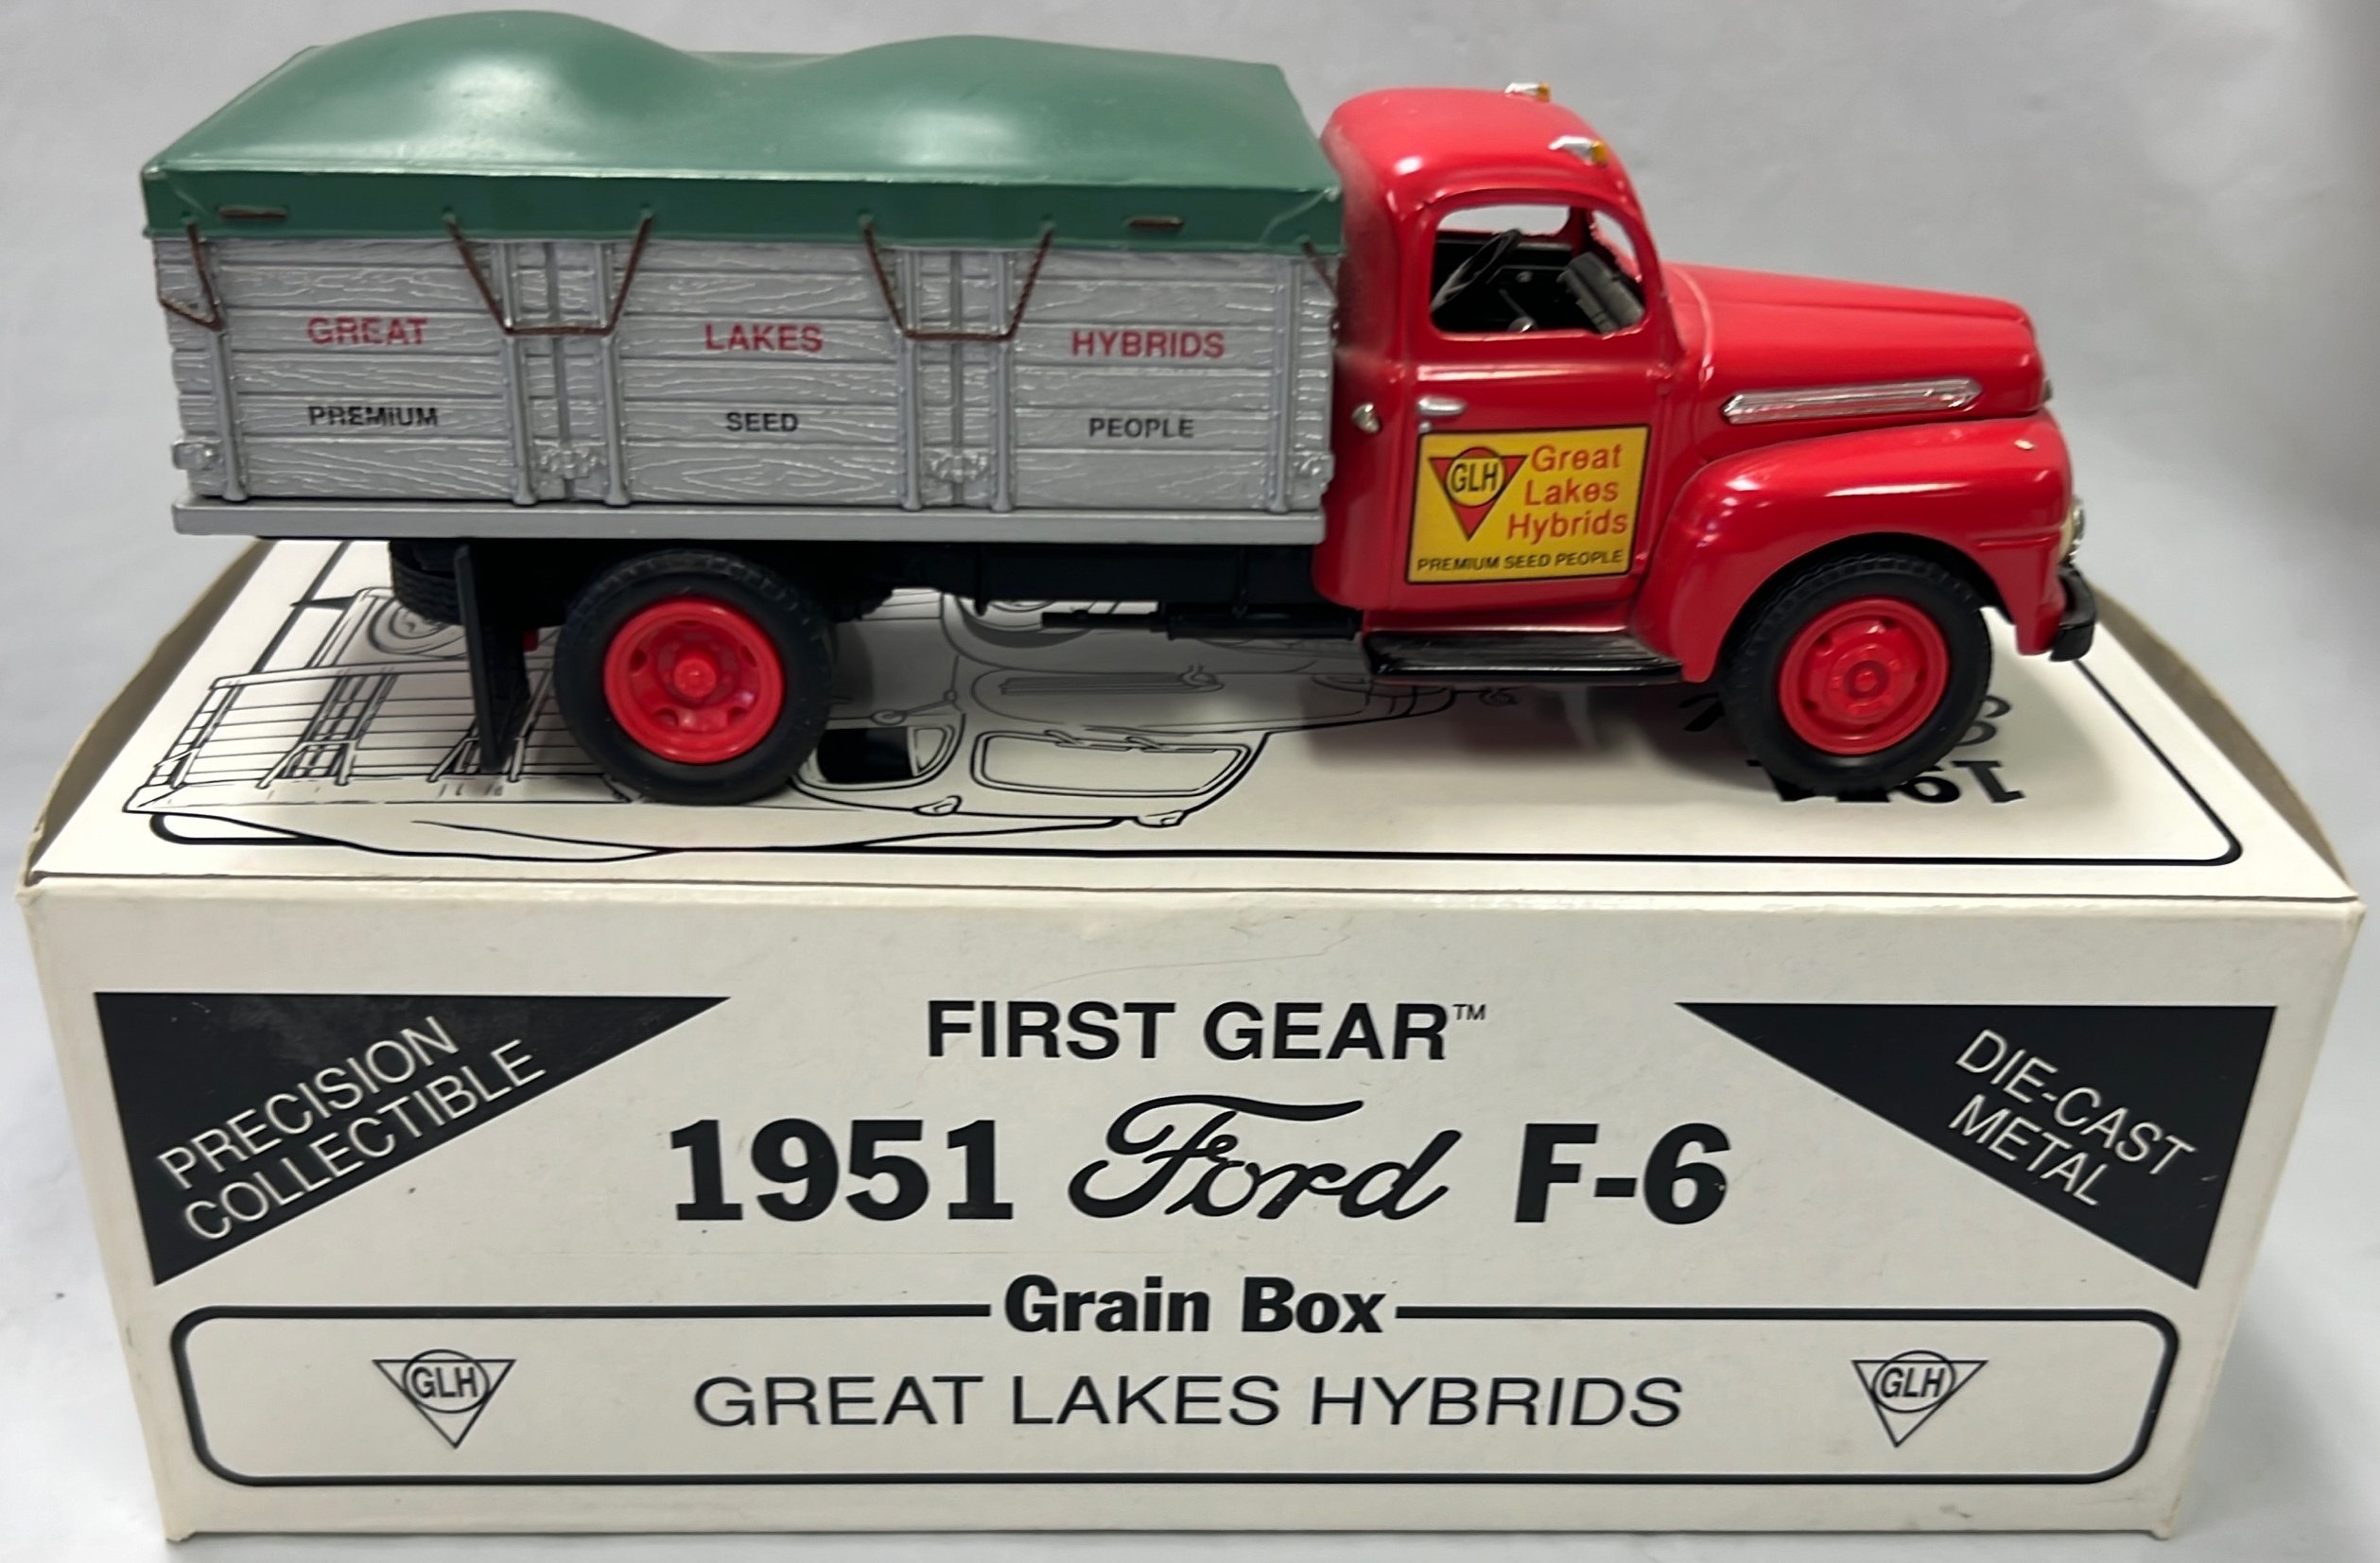 GREAT LAKES HYBRIDS
PREMIUM SEED PEOPLE
GLH
Great
Lakes
Hybrids
PREMIUM SEED PEOPLE
PRECISION
COLLECTIBLE
FIRST GEAR™
DIE-CAST
METAL
1951 Ford F-6
Grain Box
GLH
GREAT LAKES HYBRIDS
GLH